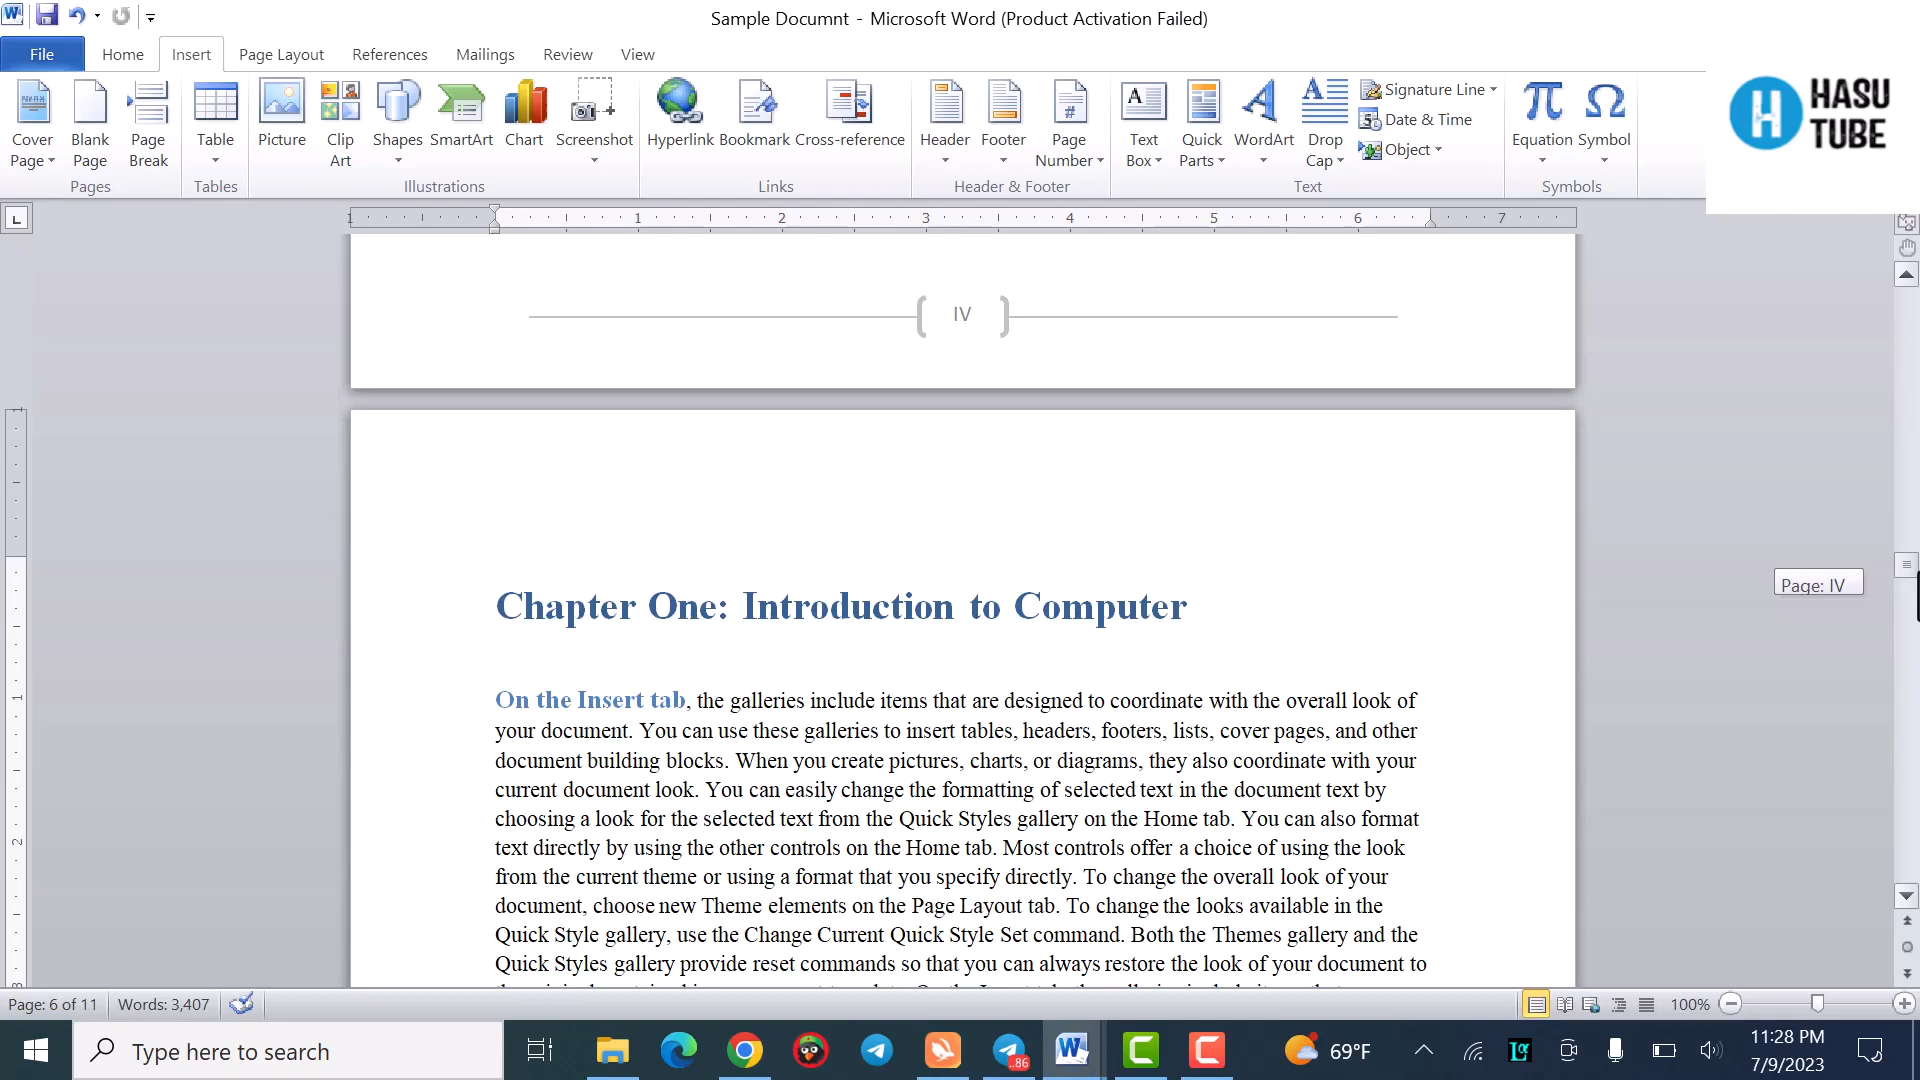 Sample Documnt - Microsoft Word (Product Activation Failed)
File Home Insert Page Layout References Mailings Review View
Cover Page Blank Page Page Break Table Picture Clip Art Shapes SmartArt Chart Screenshot Hyperlink Bookmark Cross-reference Header Footer Page Number Text Box Quick Parts WordArt Drop Cap Signature Line Date & Time Object Equation Symbol
Pages Tables Illustrations Links Header & Footer Text Symbols
HASU
TUBE
1 1 2 3 4 5 6 7
IV
Page: IV
Chapter One: Introduction to Computer
On the Insert tab, the galleries include items that are designed to coordinate with the overall look of
your document. You can use these galleries to insert tables, headers, footers, lists, cover pages, and other
document building blocks. When you create pictures, charts, or diagrams, they also coordinate with your
current document look. You can easily change the formatting of selected text in the document text by
choosing a look for the selected text from the Quick Styles gallery on the Home tab. You can also format
text directly by using the other controls on the Home tab. Most controls offer a choice of using the look
from the current theme or using a format that you specify directly. To change the overall look of your
document, choose new Theme elements on the Page Layout tab. To change the looks available in the
Quick Style gallery, use the Change Current Quick Style Set command. Both the Themes gallery and the
Quick Styles gallery provide reset commands so that you can always restore the look of your document to
Page: 6 of 11 Words: 3,407 100%
Type here to search
86
69°F
11:28 PM
7/9/2023